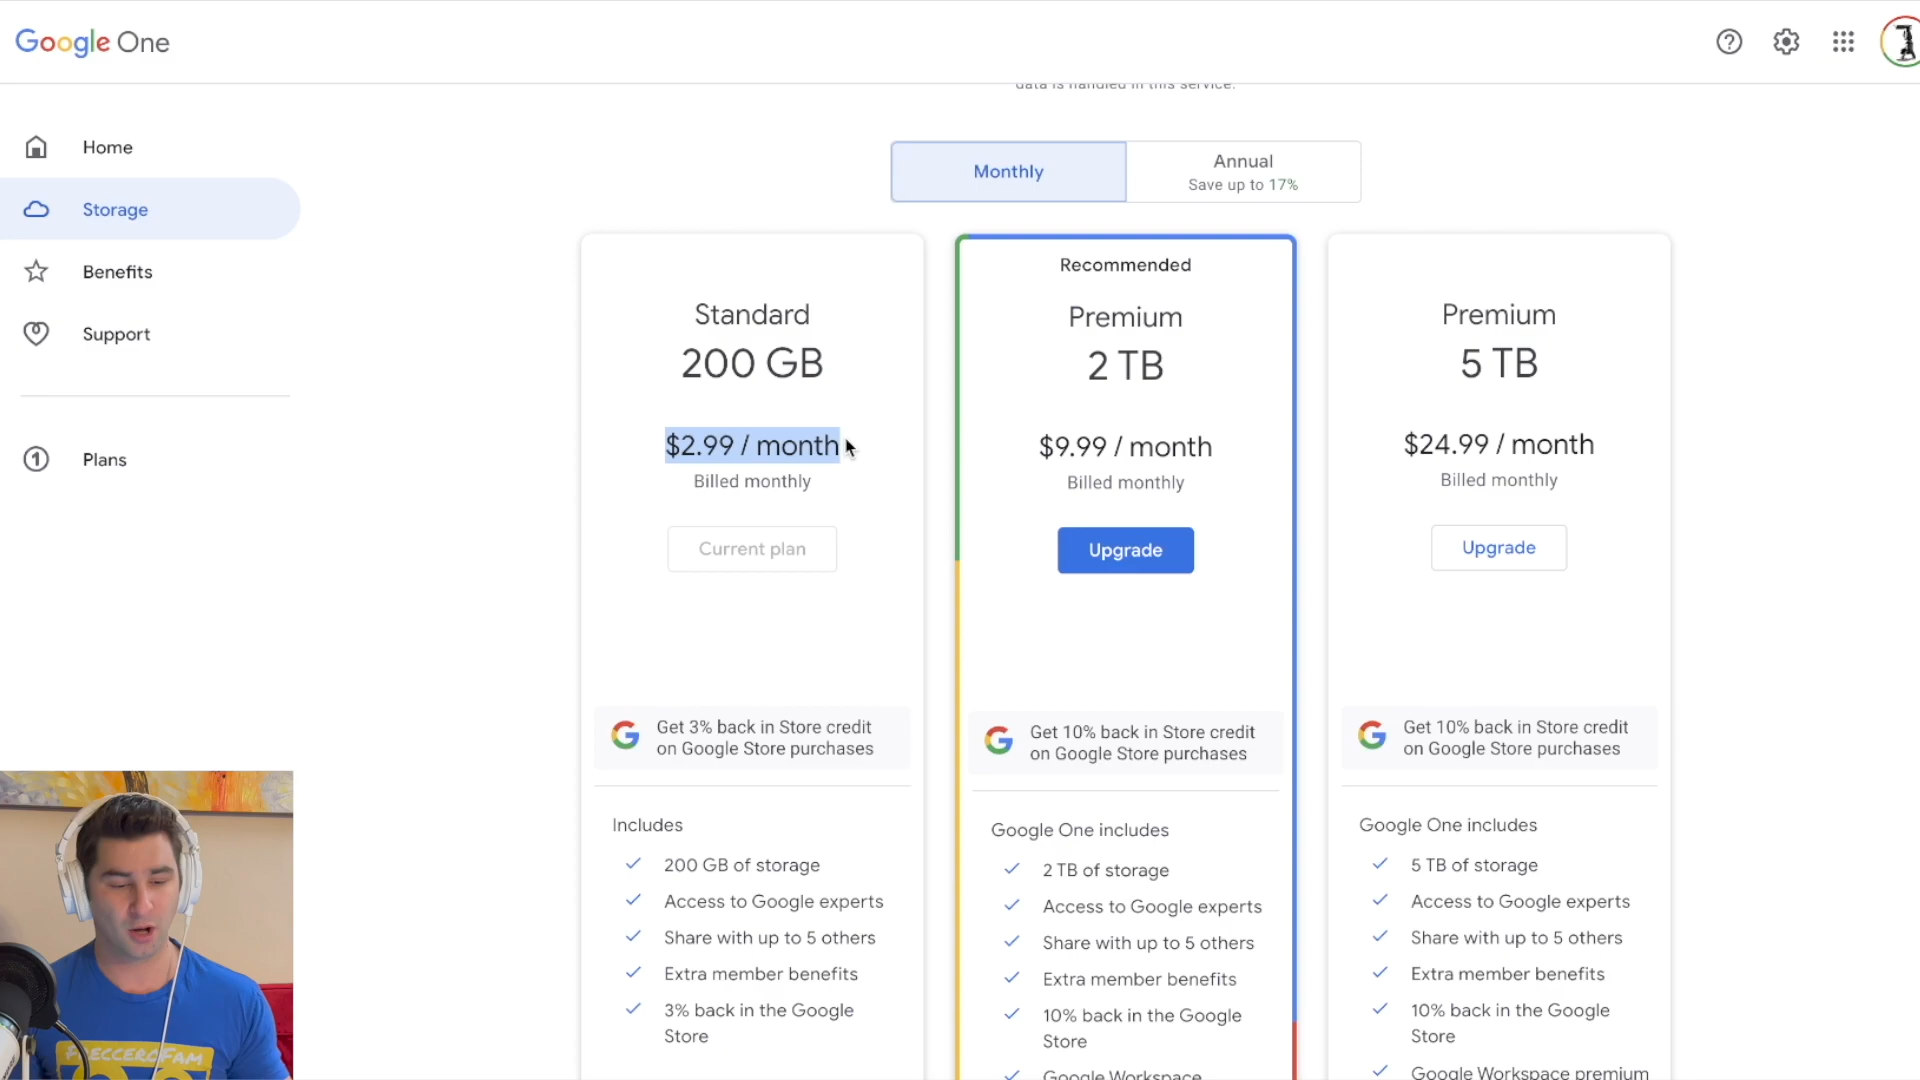 Google One
data is handled in this service.
Home
Storage
Benefits
Support
Plans
Monthly
Annual
Save up to 17%
Standard
200 GB
$2.99 / month
Billed monthly
Current plan
Get 3% back in Store credit
on Google Store purchases
Includes
200 GB of storage
Access to Google experts
Share with up to 5 others
Extra member benefits
3% back in the Google
Store
Recommended
Premium
2 TB
$9.99 / month
Billed monthly
Upgrade
Get 10% back in Store credit
on Google Store purchases
Google One includes
2 TB of storage
Access to Google experts
Share with up to 5 others
Extra member benefits
10% back in the Google
Store
Google Workspace
Premium
5 TB
$24.99 / month
Billed monthly
Upgrade
Get 10% back in Store credit
on Google Store purchases
Google One includes
5 TB of storage
Access to Google experts
Share with up to 5 others
Extra member benefits
10% back in the Google
Store
Google Workspace premium
FRECCEROFAM